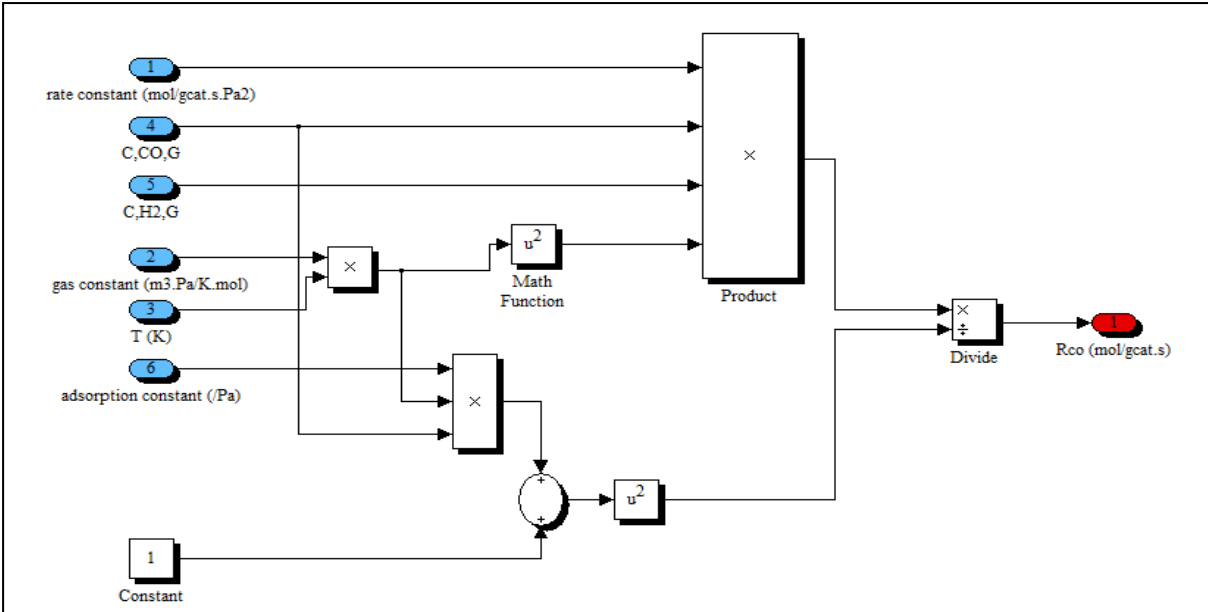 1
rate constant (mol/gcat.s.Pa2)
4
C,CO,G
5
C,H2,G
2
gas constant (m3.Pa/K.mol)
3
T (K)
6
adsorption constant (/Pa)
×
u²
Math
Function
×
Product
×
÷
Divide
1
Rco (mol/gcat.s)
×
+
+
u²
1
Constant